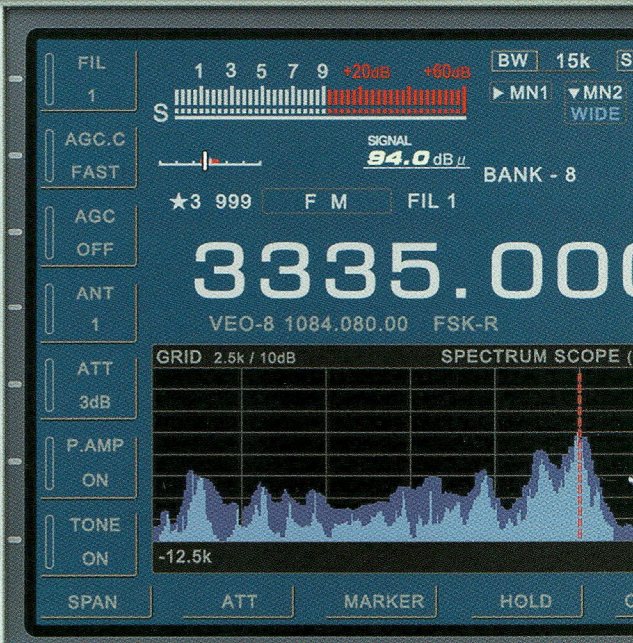 FIL
1
1 3 5 7 9 +20dB +60dB
BW 15k
S
▶MN1 ▼MN2
WIDE
AGC.C
FAST
SIGNAL
94.0 dBμ
BANK - 8
★3 999 F M FIL 1
AGC
OFF
3335.000
VEO-8 1084.080.00 FSK-R
ANT
1
GRID 2.5k / 10dB SPECTRUM SCOPE (
ATT
3dB
P.AMP
ON
TONE
ON
-12.5k
SPAN ATT MARKER HOLD